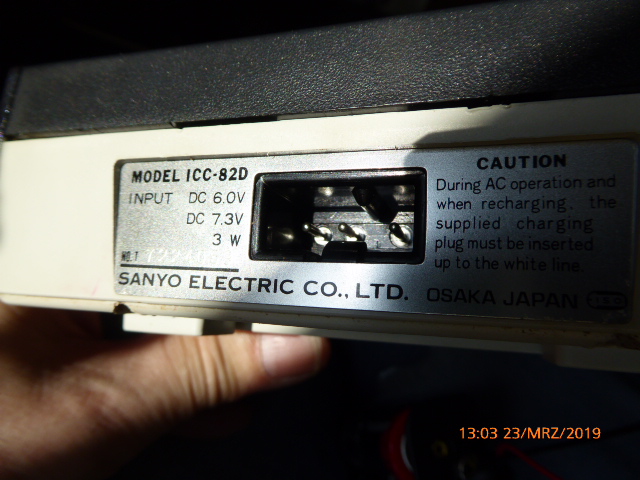 MODEL ICC-82D
INPUT DC 6.0V
DC 7.3V
3 W
NO.
SANYO ELECTRIC CO., LTD. OSAKA JAPAN
CAUTION
During AC operation and
when recharging, the
supplied charging
plug must be inserted
up to the white line.
13:03 23/MRZ/2019